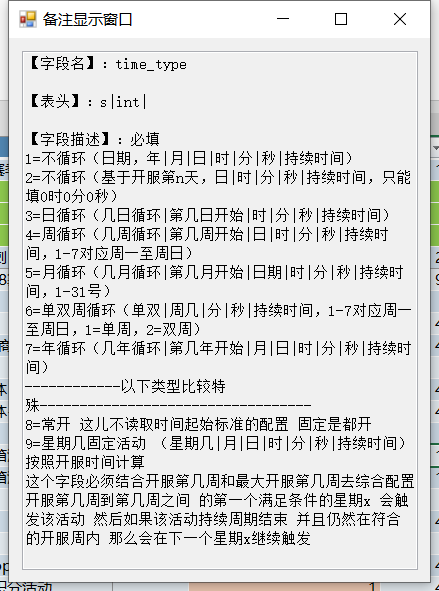 备注显示窗口
【字段名】：time_type
【表头】：s|int|
【字段描述】：必填
1=不循环（日期，年|月|日|时|分|秒|持续时间）
2=不循环（基于开服第n天，日|时|分|秒|持续时间，只能
填0时0分0秒）
3=日循环（几日循环|第几日开始|时|分|秒|持续时间）
4=周循环（几周循环|第几周开始|日|时|分|秒|持续时
间，1-7对应周一至周日）
5=月循环（几月循环|第几月开始|日期|时|分|秒|持续时
间，1-31号）
6=单双周循环（单双|周几|分|秒|持续时间，1-7对应周一
至周日，1=单周，2=双周）
7=年循环（几年循环|第几年开始|月|日|时|分|秒|持续时
间）
------------以下类型比较特
殊----------------------------------
8=常开 这儿不读取时间起始标准的配置 固定是都开
9=星期几固定活动 （星期几|月|日|时|分|秒|持续时间）
按照开服时间计算
这个字段必须结合开服第几周和最大开服第几周去综合配置
开服第几周到第几周之间 的第一个满足条件的星期x 会触
发该活动 然后如果该活动持续周期结束 并且仍然在符合
的开服周内 那么会在下一个星期x继续触发
积分活动
1